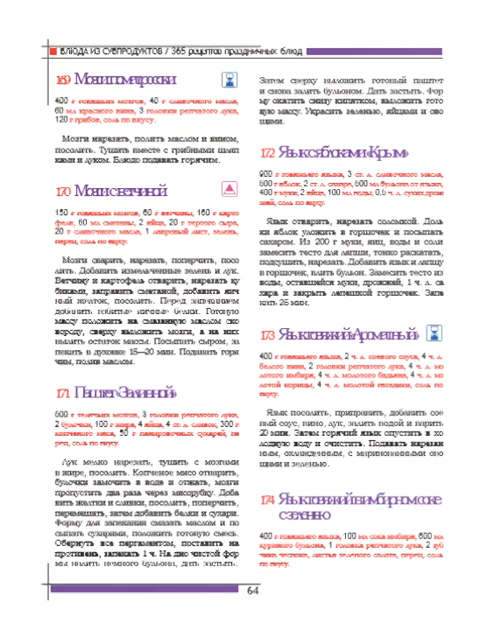 БЛЮДА ИЗ СУБПРОДУКТОВ / 365 рецептов праздничных блюд
169 Мозги по-матросски
400 г говяжьих мозгов, 40 г сливочного масла,
60 мл красного вина, 3 головки репчатого лука,
120 г грибов, соль по вкусу.
Мозги нарезать, полить маслом и вином,
посолить. Тушить вместе с грибными шляп
ками и луком. Блюдо подавать горячим.
170 Мозги с ветчиной
150 г говяжьих мозгов, 60 г ветчины, 160 г карто
феля, 60 мл сметаны, 2 яйца, 20 г тертого сыра,
20 г сливочного масла, 1 лавровый лист, зелень,
перец, соль по вкусу.
Мозги сварить, нарезать, поперчить, посо
лить. Добавить измельченные зелень и лук.
Ветчину и картофель отварить, нарезать ку
биками, заправить сметаной, добавить яич
ный желток, посолить. Перед запеканием
добавить взбитые яичные белки. Готовую
массу положить на смазанную маслом ско
вороду, сверху выложить мозги, а на них
вылить остаток массы. Посыпать сыром, за
пекать в духовке 15—20 мин. Подавать горя
чим, полив маслом.
171 Паштет «Заливной»
500 г телячьих мозгов, 3 головки репчатого лука,
2 булочки, 100 г жира, 4 яйца, 4 ст. л. сливок, 300 г
копченого мяса, 50 г панировочных сухарей, пе
рец, соль по вкусу.
Лук мелко нарезать, тушить с мозгами
в жире, посолить. Копченое мясо отварить,
булочки замочить в воде и отжать, мозги
пропустить два раза через мясорубку. Доба
вить желтки и сливки, посолить, поперчить,
перемешать, затем добавить белки и сухари.
Форму для запекания смазать маслом и по
сыпать сухарями, положить готовую смесь.
Обернуть все пергаментом, поставить на
противень, запекать 1 ч. На дно чистой фор
мы налить немного бульона, дать застыть.
Затем сверху выложить готовый паштет
и снова залить бульоном. Дать застыть. Фор
му окатить снизу кипятком, выложить гото
вую массу. Украсить зеленью, яйцами и ово
щами.
172 Язык с яблоками «Крым»
900 г говяжьего языка, 3 ст. л. сливочного масла,
600 г яблок, 2 ст. л. сахара, 500 мл бульона от языка,
400 г муки, 2 яйца, 100 мл воды, 0,5 ч. л. сухих дрож
жей, соль по вкусу.
Язык отварить, нарезать соломкой. Доль
ки яблок уложить в горшочек и посыпать
сахаром. Из 200 г муки, яиц, воды и соли
замесить тесто для лапши, тонко раскатать,
подсушить, нарезать. Добавить язык и лапшу
в горшочек, влить бульон. Замесить тесто из
воды, оставшейся муки, дрожжей, 1 ч. л. са
хара и закрыть лепешкой горшочек. Запе
кать 25 мин.
173 Язык говяжий «Ароматный»
400 г говяжьего языка, 2 ч. л. соевого соуса, 4 ч. л.
белого вина, 2 головки репчатого лука, 4 ч. л. мо
лотого имбиря, 4 ч. л. молотого бадьяна, 4 ч. л. мо
лотой корицы, 4 ч. л. молотой гвоздики, соль по
вкусу.
Язык посолить, приправить, добавить сое
вый соус, вино, лук, залить водой и варить
20 мин. Затем горячий язык опустить в хо
лодную воду и очистить. Подавать нарезан
ным, охлажденным, с маринованными ово
щами и зеленью.
174 Язык говяжий в имбирном соке
с зеленью
400 г говяжьего языка, 100 мл сока имбиря, 600 мл
куриного бульона, 1 головка репчатого лука, 2 зуб
чика чеснока, листья зеленого салата, перец, соль
по вкусу.
64